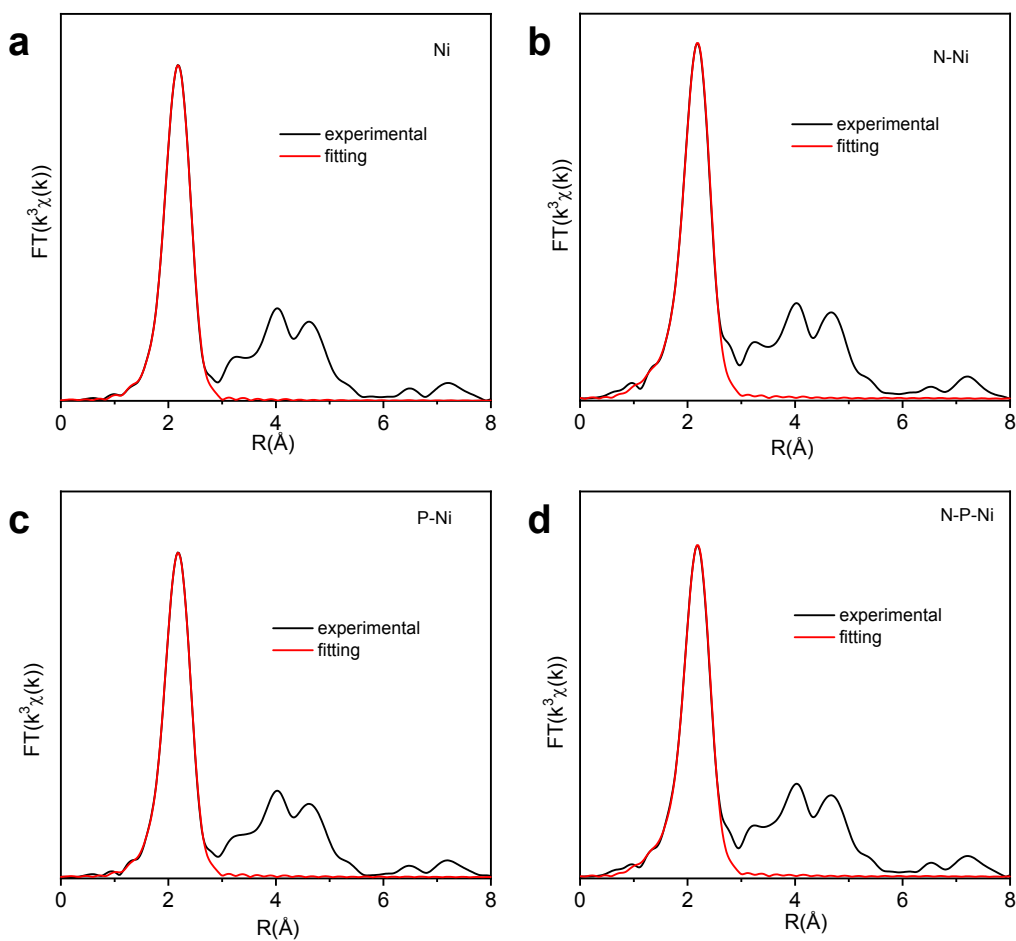 a
Ni
experimental
fitting
FT(k³χ(k))
0 2 4 6 8
R(Å)
b
N-Ni
experimental
fitting
FT(k³χ(k))
0 2 4 6 8
R(Å)
c
P-Ni
experimental
fitting
FT(k³χ(k))
0 2 4 6 8
R(Å)
d
N-P-Ni
experimental
fitting
FT(k³χ(k))
0 2 4 6 8
R(Å)